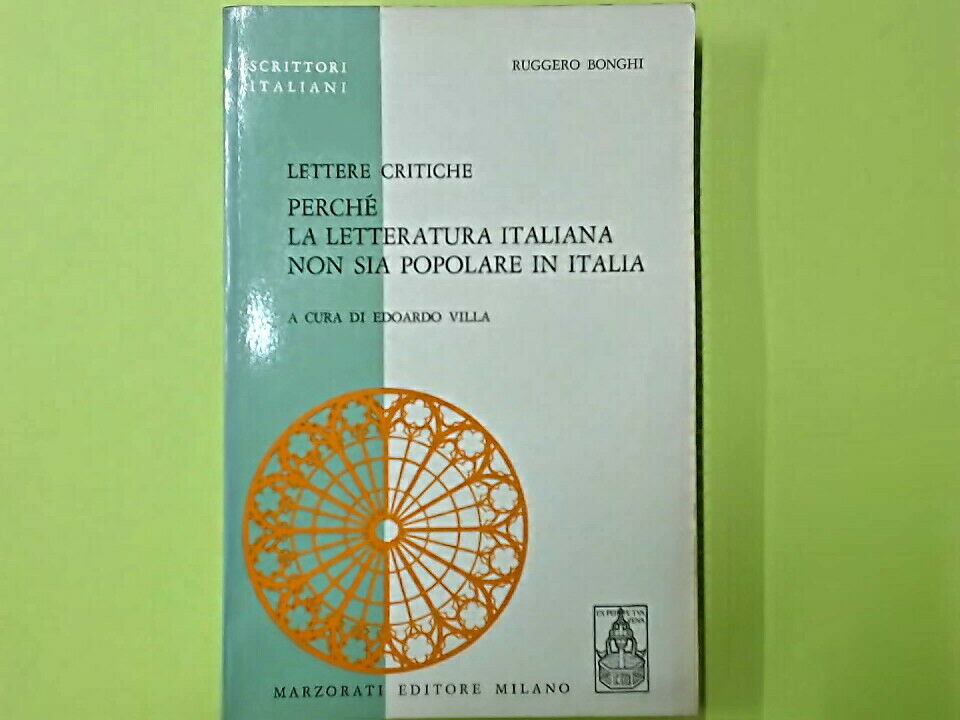 SCRITTORI
ITALIANI
RUGGERO BONGHI
LETTERE CRITICHE
PERCHÉ
LA LETTERATURA ITALIANA
NON SIA POPOLARE IN ITALIA
A CURA DI EDOARDO VILLA
MARZORATI EDITORE MILANO